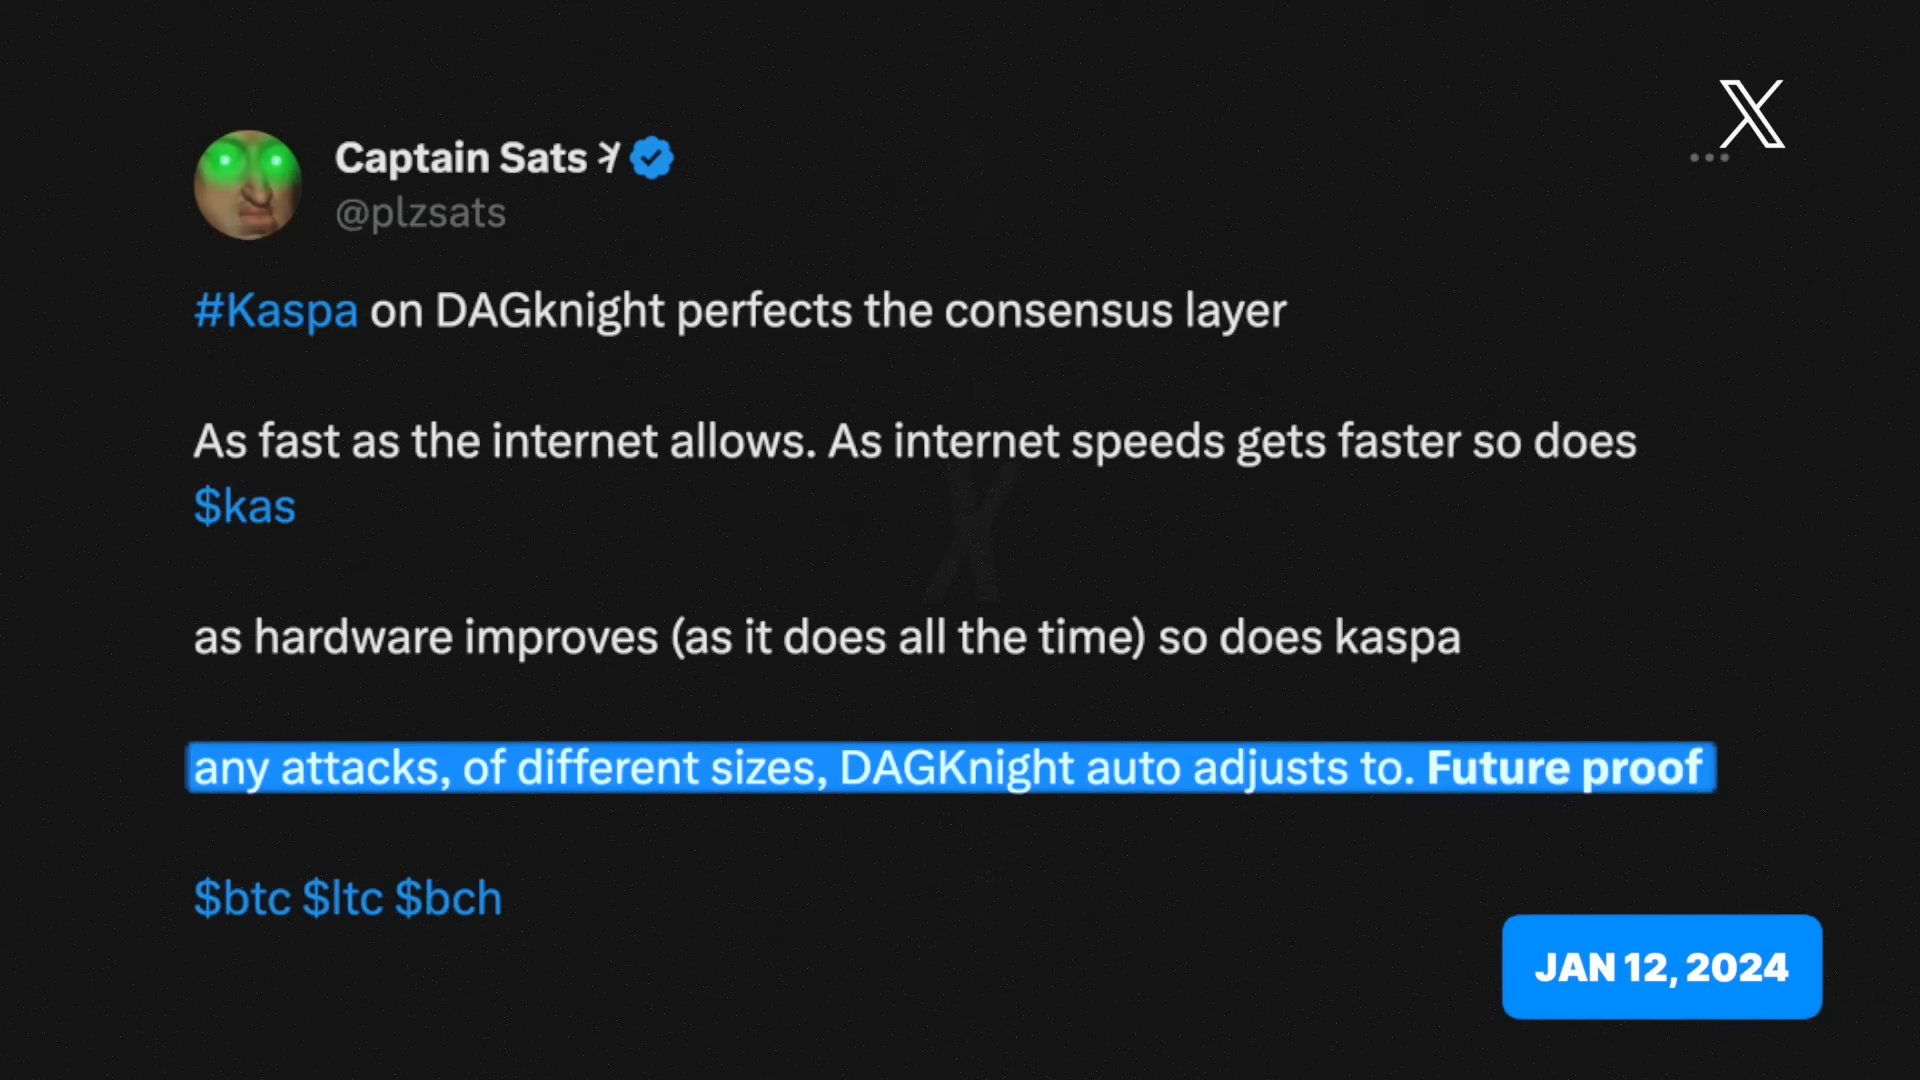 Captain Sats
@plzsats
#Kaspa on DAGknight perfects the consensus layer
As fast as the internet allows. As internet speeds gets faster so does
$kas
as hardware improves (as it does all the time) so does kaspa
any attacks, of different sizes, DAGKnight auto adjusts to. Future proof
$btc $ltc $bch
JAN 12, 2024